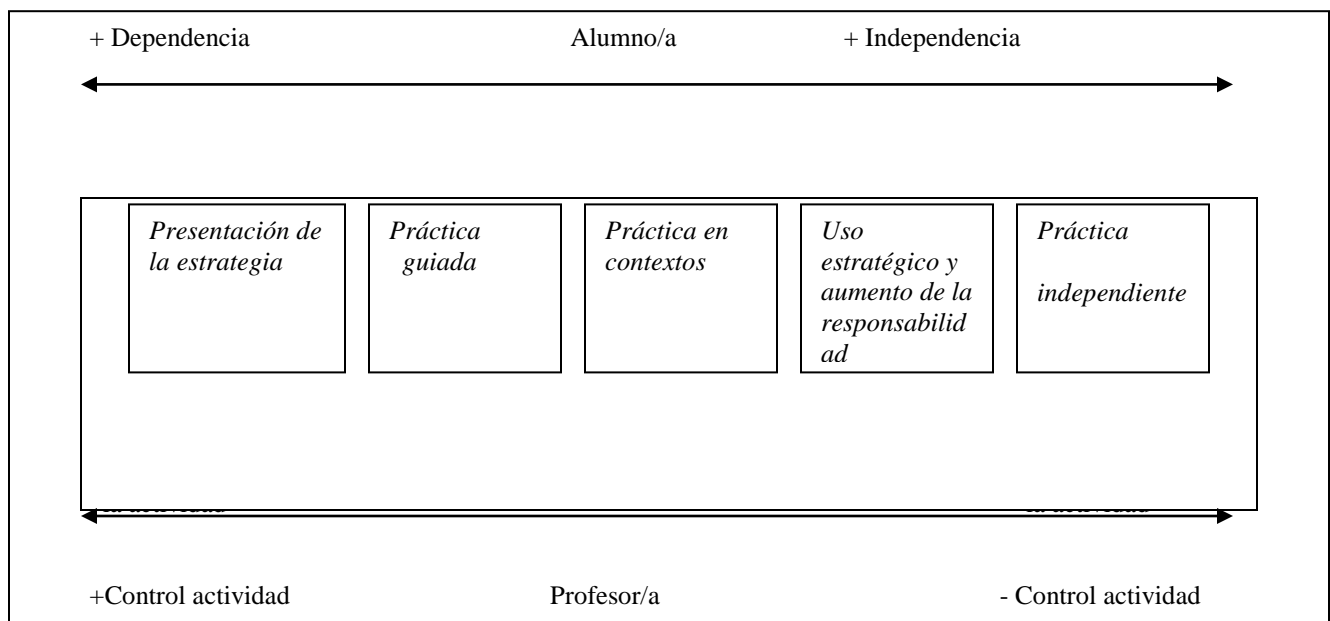 + Dependencia Alumno/a + Independencia
Presentación de
la estrategia
Práctica
guiada
Práctica en
contextos
Uso
estratégico y
aumento de la
responsabilid
ad
Práctica
independiente
+Control actividad Profesor/a - Control actividad